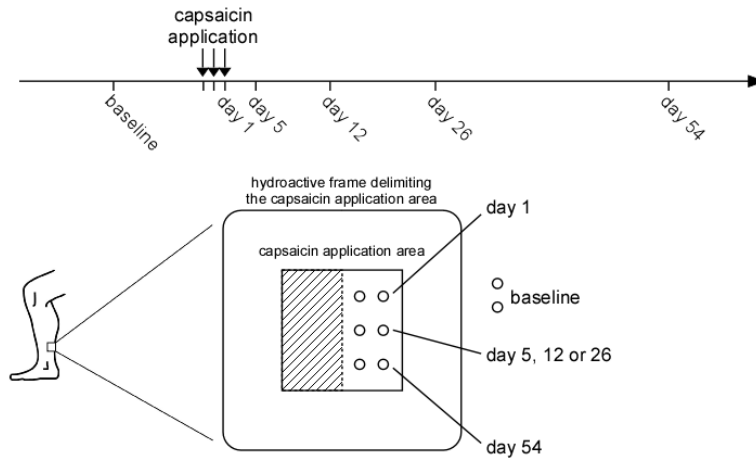 capsaicin
application
baseline
day 1
day 5
day 12
day 26
day 54
hydroactive frame delimiting
the capsaicin application area
day 1
capsaicin application area
baseline
day 5, 12 or 26
day 54